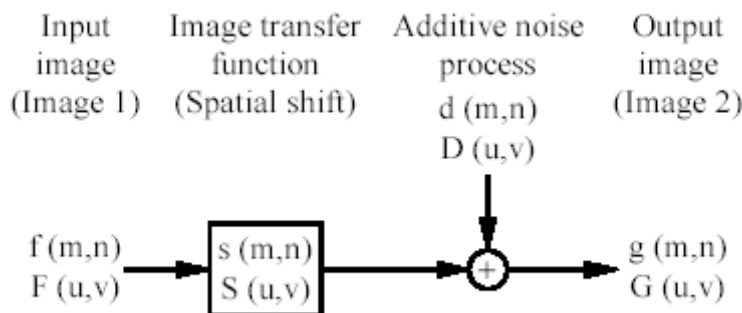 Input image (Image 1)
Image transfer function (Spatial shift)
Additive noise process
d (m,n)
D (u,v)
Output image (Image 2)
f (m,n)
F (u,v)
s (m,n)
S (u,v)
+
g (m,n)
G (u,v)